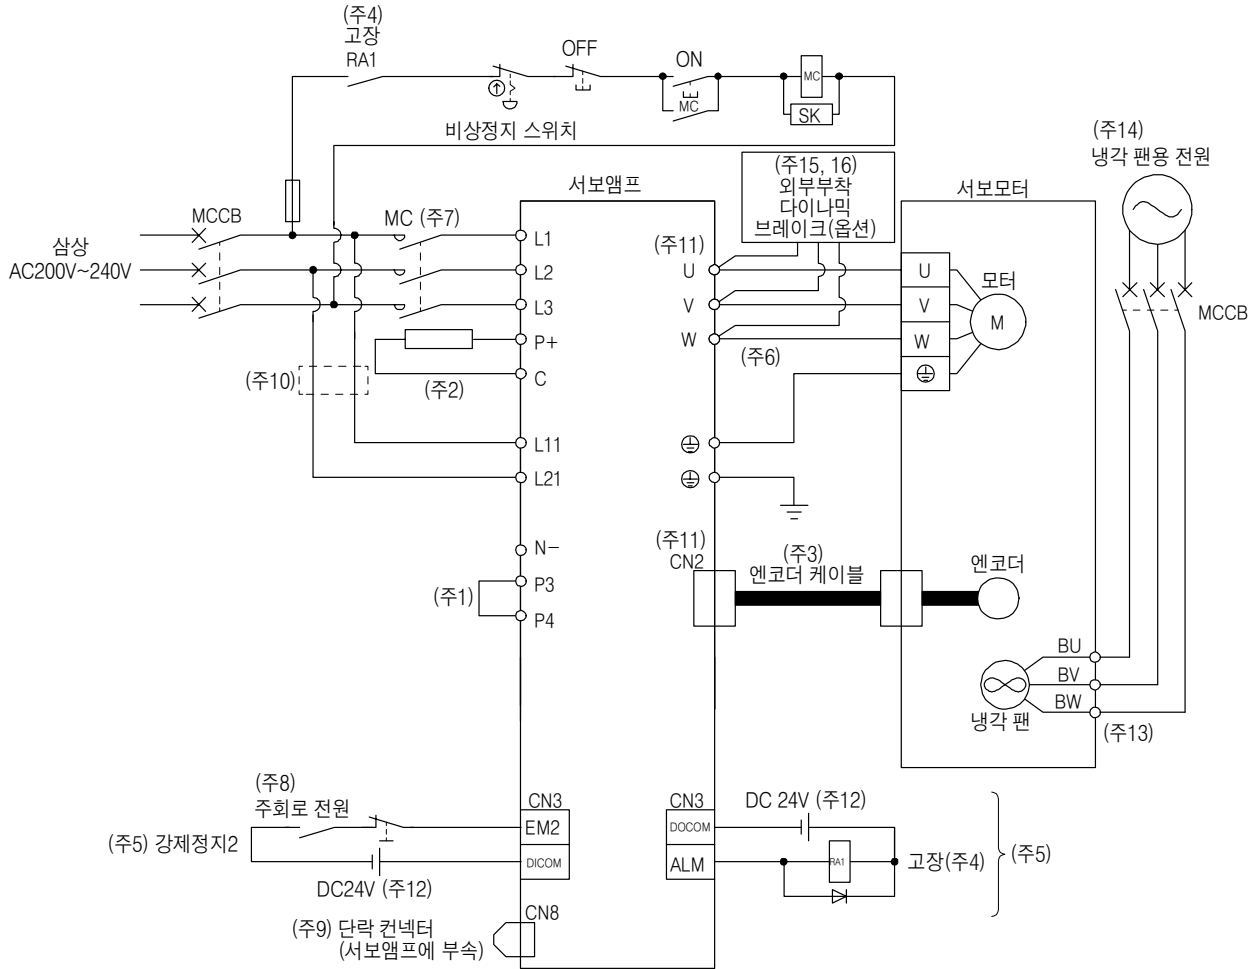 (주4)
고장
RA1
OFF
ON
MC
MC
SK
비상정지 스위치
(주14)
냉각 팬용 전원
(주15, 16)
외부부착
다이나믹
브레이크(옵션)
서보앰프
서보모터
MCCB
MC (주7)
삼상
AC200V~240V
L1
L2
L3
P+
C
(주11)
U
V
W
(주6)
U
V
W
모터
M
MCCB
(주10)
(주2)
L11
L21
N−
P3
P4
(주1)
(주11)
CN2
(주3)
엔코더 케이블
엔코더
BU
BV
BW
냉각 팬
(주13)
(주8)
주회로 전원
(주5) 강제정지2
DC24V (주12)
CN3
EM2
DICOM
CN3
DOCOM
ALM
DC 24V (주12)
RA1
고장(주4)
(주5)
CN8
(주9) 단락 컨넥터
(서보앰프에 부속)